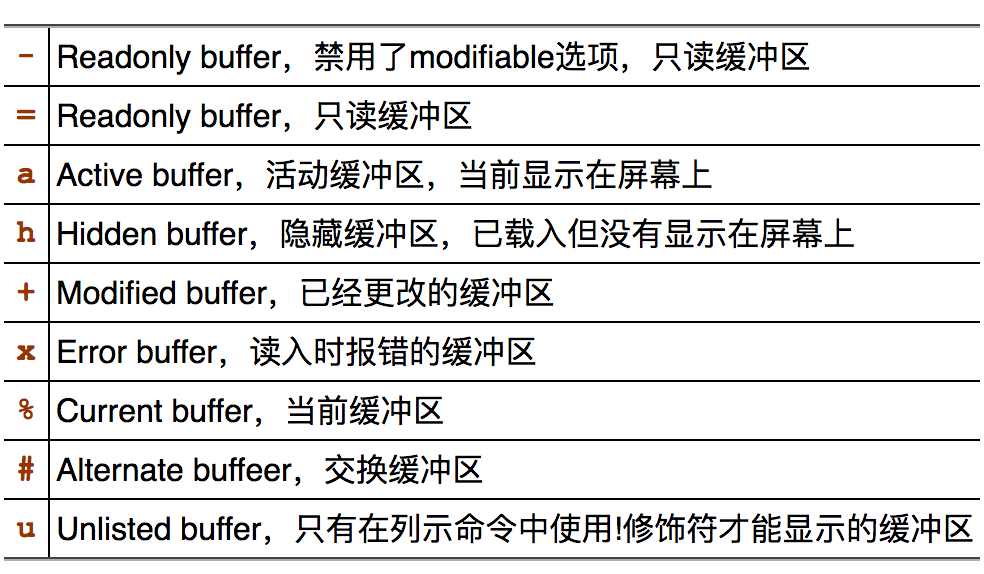 - Readonly buffer，禁用了modifiable选项，只读缓冲区
= Readonly buffer，只读缓冲区
a Active buffer，活动缓冲区，当前显示在屏幕上
h Hidden buffer，隐藏缓冲区，已载入但没有显示在屏幕上
+ Modified buffer，已经更改的缓冲区
x Error buffer，读入时报错的缓冲区
% Current buffer，当前缓冲区
# Alternate buffeer，交换缓冲区
u Unlisted buffer，只有在列示命令中使用!修饰符才能显示的缓冲区